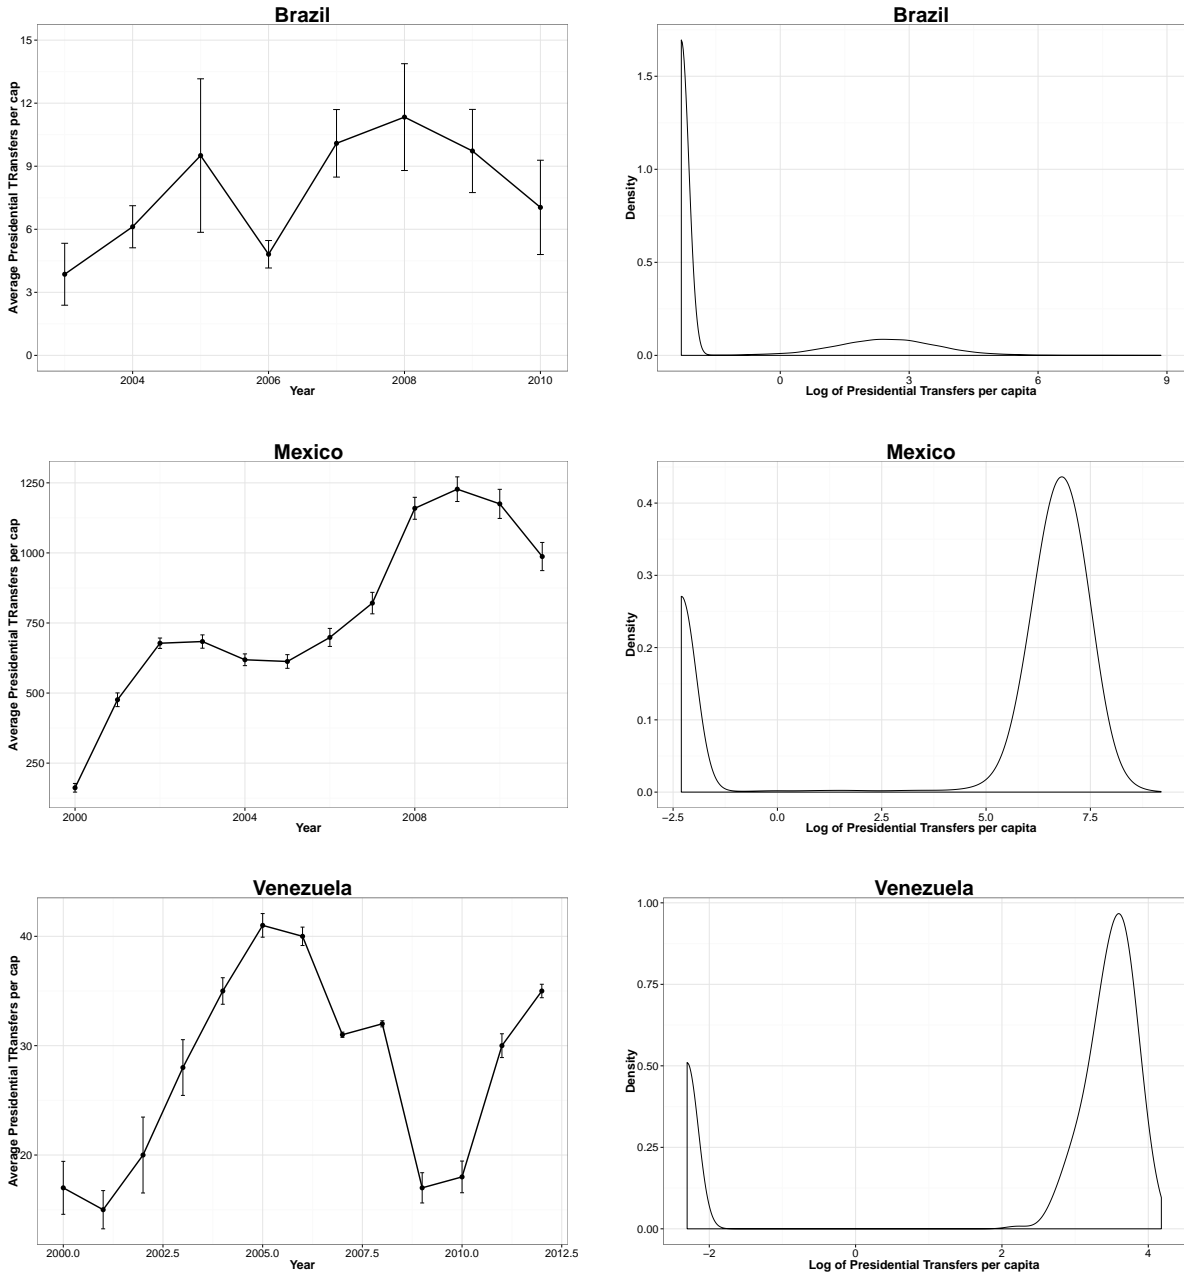 Brazil
Average Presidential TRansfers per cap
15
12
9
6
3
0
2004 2006 2008 2010
Year
Brazil
Density
1.5
1.0
0.5
0.0
0 3 6 9
Log of Presidential Transfers per capita
Mexico
Average Presidential TRansfers per cap
1250
1000
750
500
250
2000 2004 2008
Year
Mexico
Density
0.4
0.3
0.2
0.1
0.0
−2.5 0.0 2.5 5.0 7.5
Log of Presidential Transfers per capita
Venezuela
Average Presidential TRansfers per cap
40
30
20
2000.0 2002.5 2005.0 2007.5 2010.0 2012.5
Year
Venezuela
Density
1.00
0.75
0.50
0.25
0.00
−2 0 2 4
Log of Presidential Transfers per capita